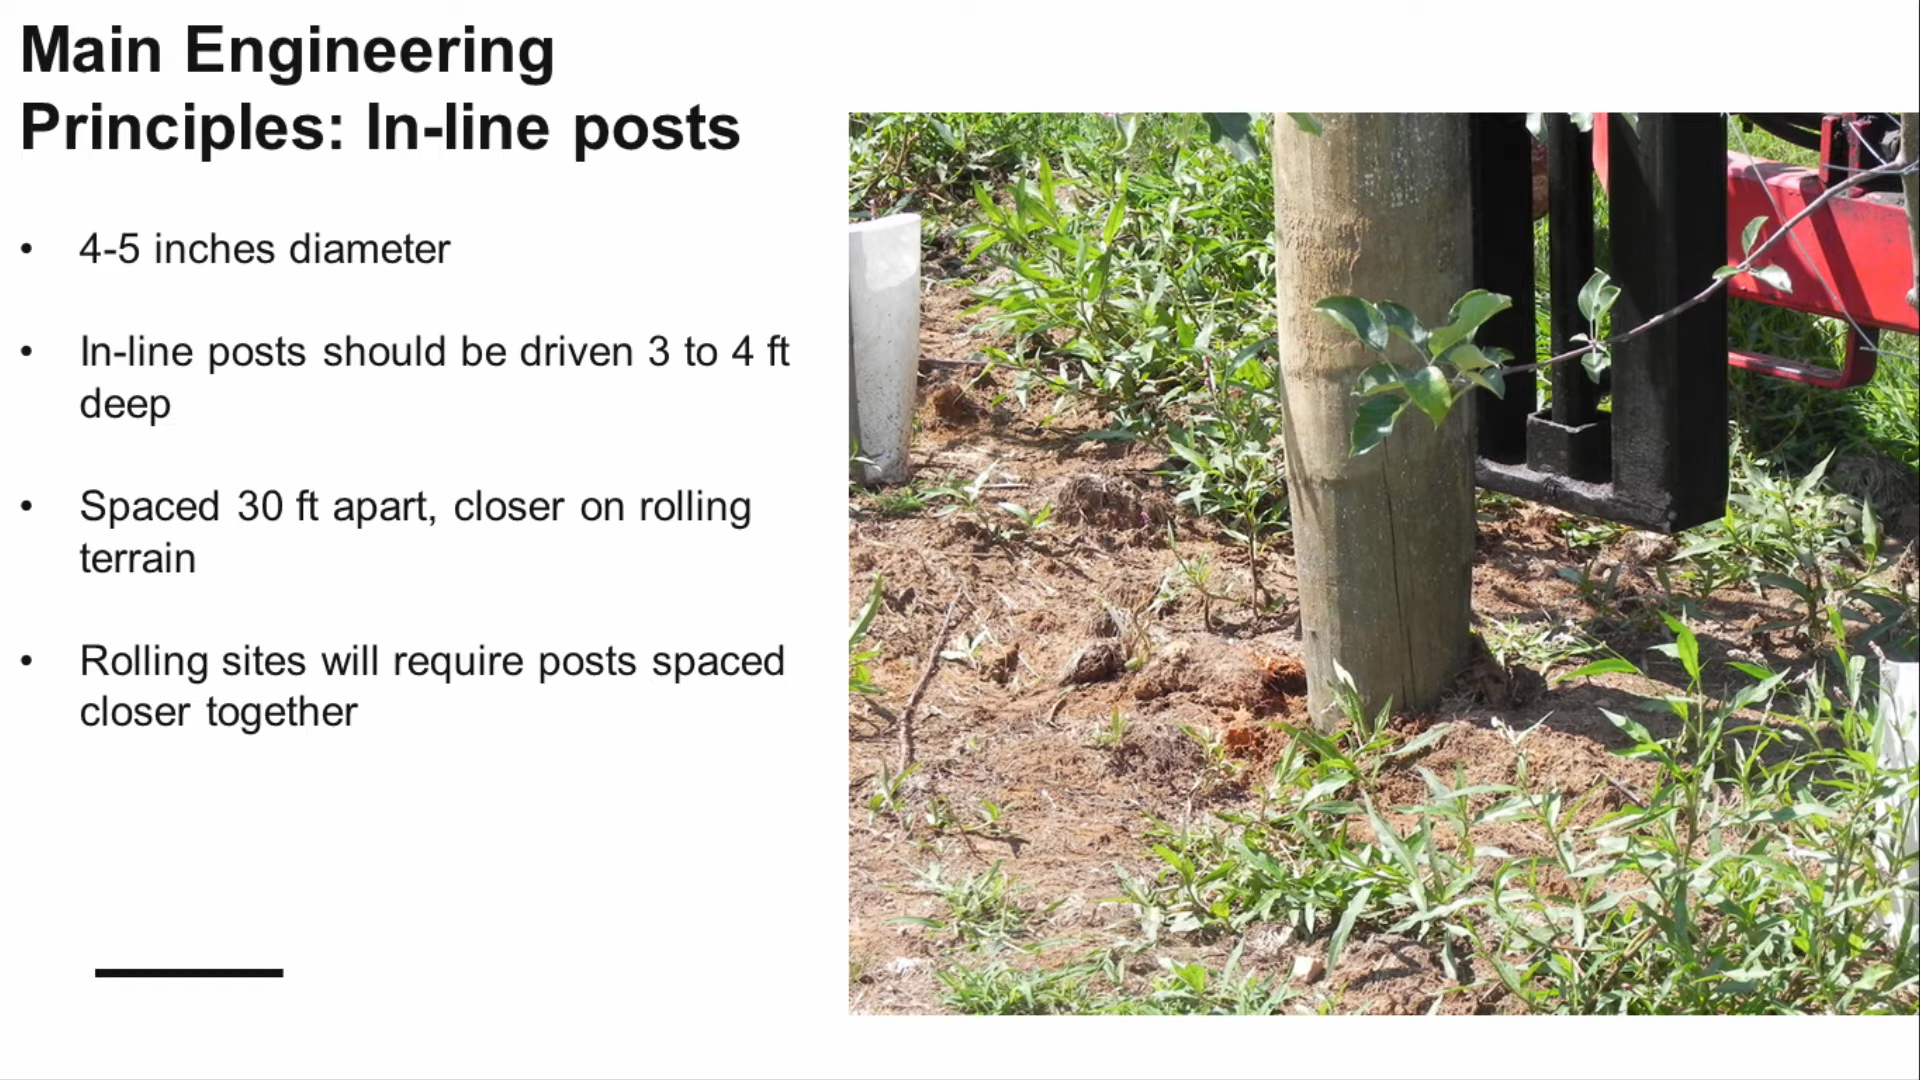 Main Engineering
Principles: In-line posts
• 4-5 inches diameter
• In-line posts should be driven 3 to 4 ft
deep
• Spaced 30 ft apart, closer on rolling
terrain
• Rolling sites will require posts spaced
closer together